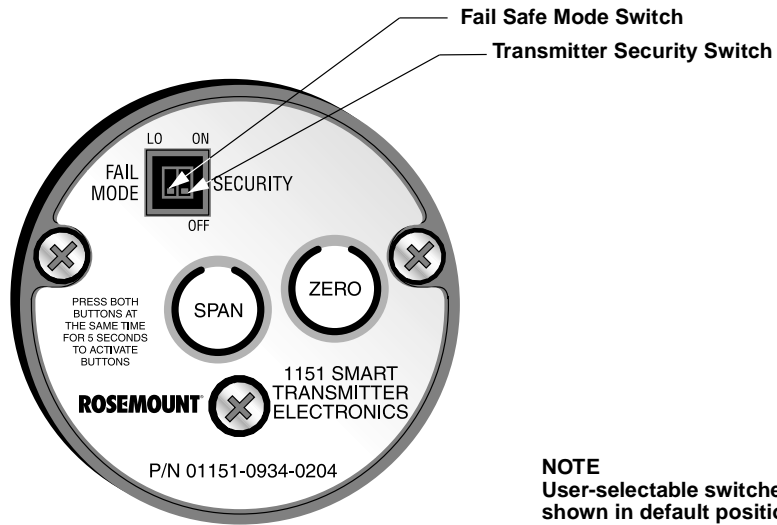 Fail Safe Mode Switch
Transmitter Security Switch
LO ON
FAIL
MODE
SECURITY
OFF
SPAN
ZERO
PRESS BOTH
BUTTONS AT
THE SAME TIME
FOR 5 SECONDS
TO ACTIVATE
BUTTONS
ROSEMOUNT
1151 SMART
TRANSMITTER
ELECTRONICS
P/N 01151-0934-0204
NOTE
User-selectable switche
shown in default positio